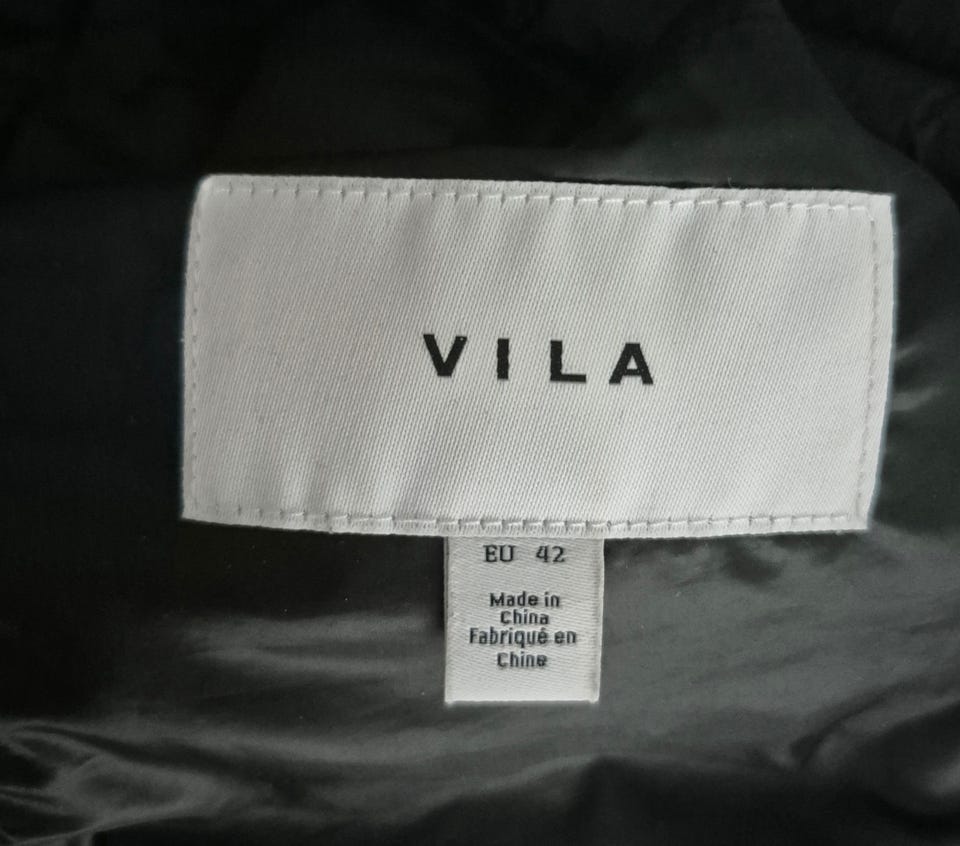 VILA
EU 42
Made in
China
Fabriqué en
Chine